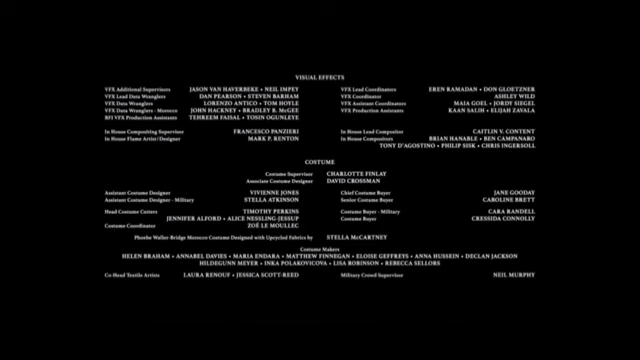 VISUAL EFFECTS
VFX Additional Supervisors JASON VAN HAVERBEKE • NEIL IMPEY
VFX Lead Data Wranglers DAN PEARSON • STEVEN BARHAM
VFX Data Wranglers LORENZO ANTICO • TOM HOYLE
VFX Data Wranglers - Morocco JOHN HACKNEY • BRADLEY B. McGEE
BFI VFX Production Assistants TEHREEM FAISAL • TOSIN OGUNLEYE
VFX Lead Coordinators EREN RAMADAN • DON GLOETZNER
VFX Coordinator ASHLEY WILD
VFX Assistant Coordinators MAIA GOEL • JORDY SIEGEL
VFX Production Assistants KAAN SALIH • ELIJAH ZAVALA
In House Compositing Supervisor FRANCESCO PANZIERI
In House Flame Artist/Designer MARK P. RENTON
In House Lead Compositor CAITLIN V. CONTENT
In House Compositors BRIAN HANABLE • BEN CAMPANARO
TONY D'AGOSTINO • PHILIP SISK • CHRIS INGERSOLL
COSTUME
Costume Supervisor CHARLOTTE FINLAY
Associate Costume Designer DAVID CROSSMAN
Assistant Costume Designer VIVIENNE JONES
Assistant Costume Designer - Military STELLA ATKINSON
Chief Costume Buyer JANE GOODAY
Senior Costume Buyer CAROLINE BRETT
Head Costume Cutters TIMOTHY PERKINS
JENNIFER ALFORD • ALICE NESSLING-JESSUP
Costume Coordinator ZOË LE MOULLEC
Costume Buyer - Military CARA RANDELL
Costume Buyer CRESSIDA CONNOLLY
Phoebe Waller-Bridge Morocco Costume Designed with Upcycled Fabrics by STELLA McCARTNEY
Costume Makers
HELEN BRAHAM • ANNABEL DAVIES • MARIA ENDARA • MATTHEW FINNEGAN • ELOISE GEFFREYS • ANNA HUSSEIN • DECLAN JACKSON
HILDEGUNN MEYER • INKA POLAKOVICOVA • LISA ROBINSON • REBECCA SELLORS
Co-Head Textile Artists LAURA RENOUF • JESSICA SCOTT-REED
Military Crowd Supervisor NEIL MURPHY